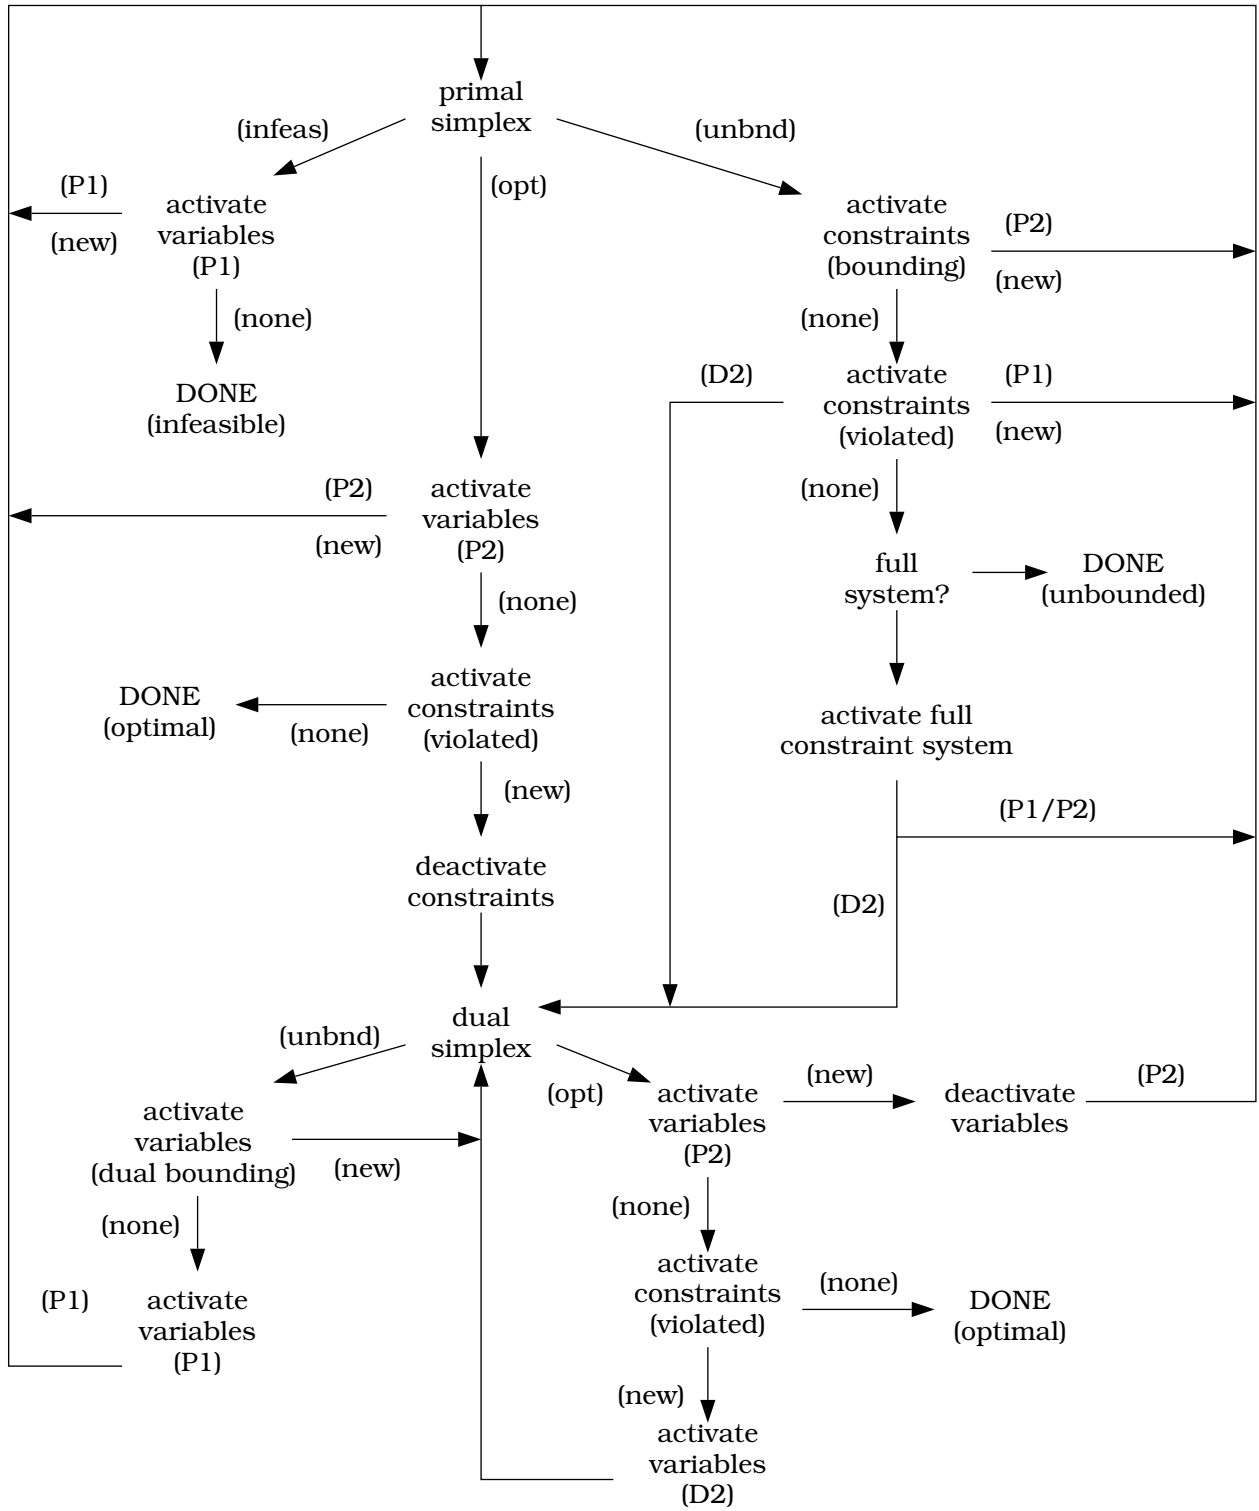 primal
simplex
(infeas)
(unbnd)
(opt)
(P1)
(new)
activate
variables
(P1)
(none)
DONE
(infeasible)
activate
constraints
(bounding)
(P2)
(new)
(none)
(D2)
activate
constraints
(violated)
(P1)
(new)
(none)
full
system?
DONE
(unbounded)
activate full
constraint system
(P1/P2)
(D2)
(P2)
(new)
activate
variables
(P2)
(none)
activate
constraints
(violated)
DONE
(optimal)
(none)
(new)
deactivate
constraints
dual
simplex
(unbnd)
(opt)
activate
variables
(dual bounding)
(new)
(none)
(P1)
activate
variables
(P1)
activate
variables
(P2)
(new)
deactivate
variables
(P2)
(none)
activate
constraints
(violated)
(none)
DONE
(optimal)
(new)
activate
variables
(D2)